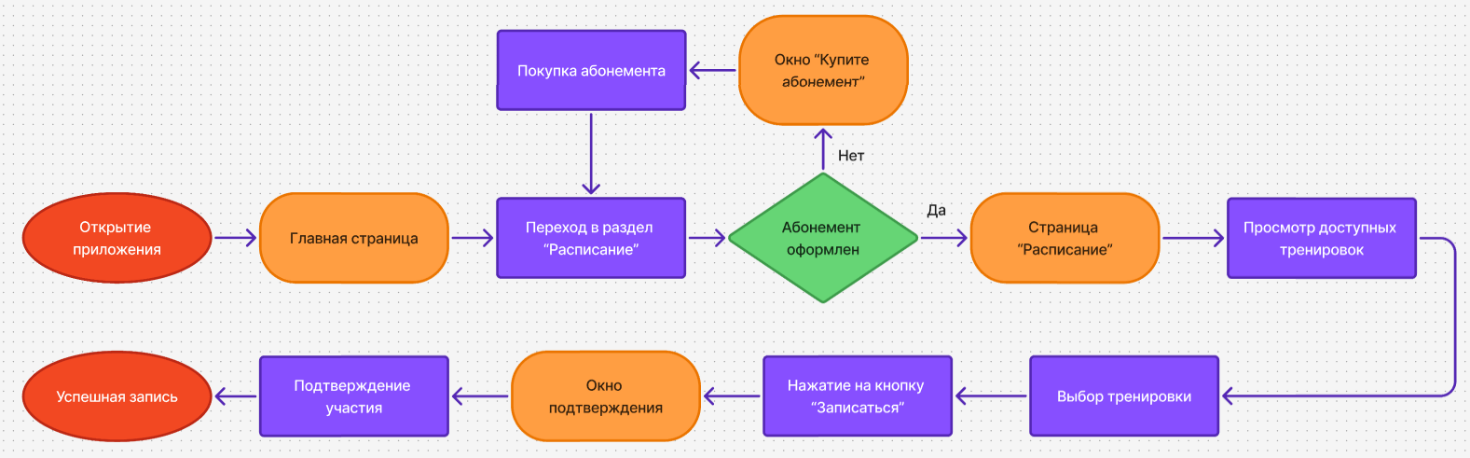 Покупка абонемента
Окно “Купите
абонемент”
Нет
Открытие
приложения
Главная страница
Переход в раздел
“Расписание“
Абонемент
оформлен
Да
Страница
“Расписание”
Просмотр доступных
тренировок
Успешная запись
Подтверждение
участия
Окно
подтверждения
Нажатие на кнопку
“Записаться”
Выбор тренировки